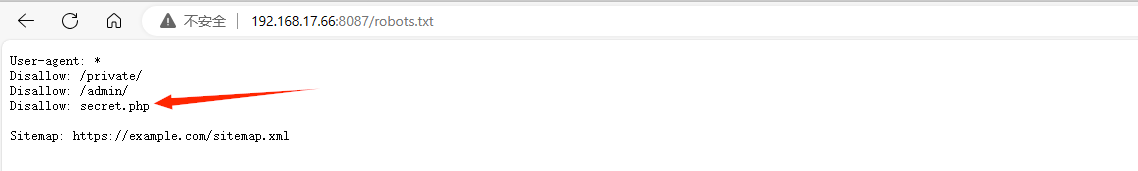 不安全 192.168.17.66:8087/robots.txt
User-agent: *
Disallow: /private/
Disallow: /admin/
Disallow: secret.php
Sitemap: https://example.com/sitemap.xml